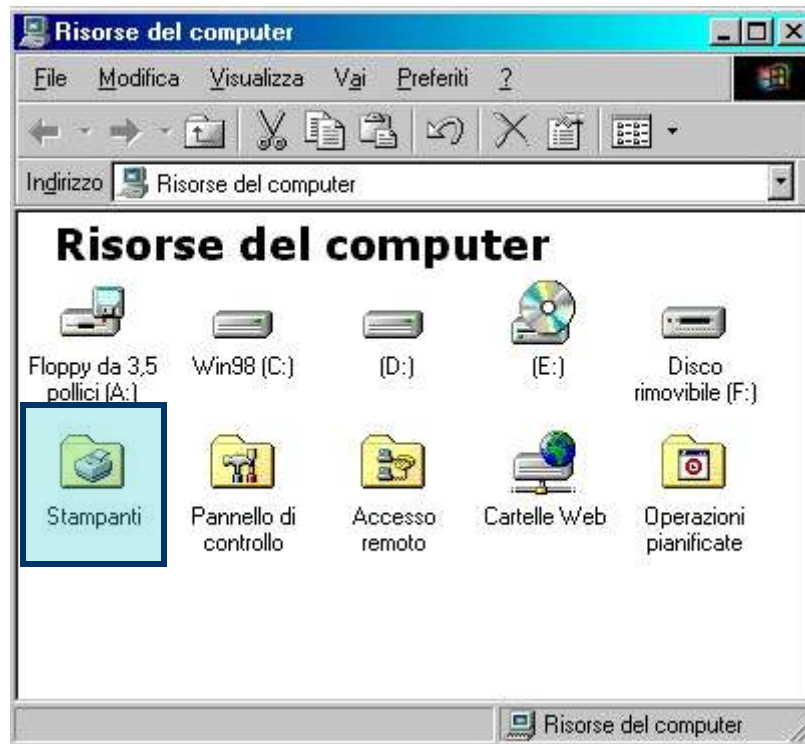 Risorse del computer
File Modifica Visualizza Vai Preferiti ?
Indirizzo Risorse del computer
Risorse del computer
Floppy da 3,5 Win98 (C:) (D:) (E:) Disco
pollici (A:) rimovibile (F:)
Stampanti Pannello di Accesso Cartelle Web Operazioni
controllo remoto pianificate
Risorse del computer